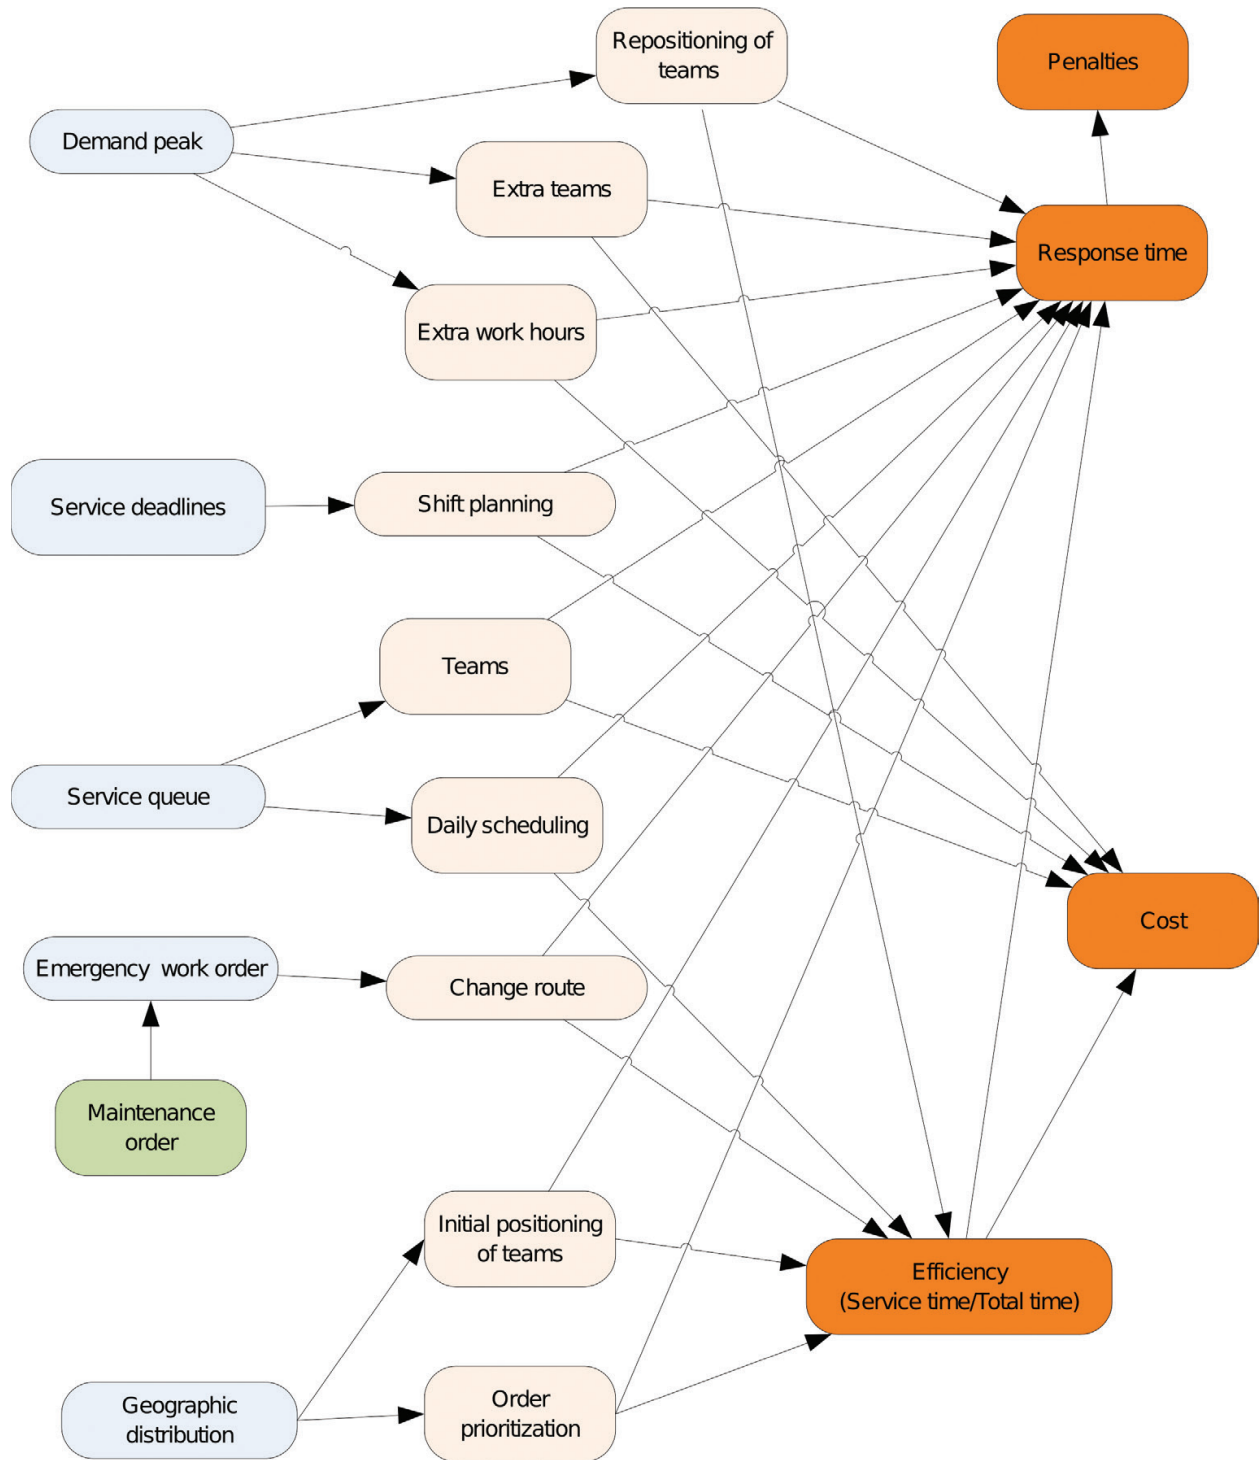 Repositioning of
teams
Penalties
Demand peak
Extra teams
Response time
Extra work hours
Service deadlines
Shift planning
Teams
Service queue
Daily scheduling
Cost
Emergency work order
Change route
Maintenance
order
Initial positioning
of teams
Efficiency
(Service time/Total time)
Geographic
distribution
Order
prioritization